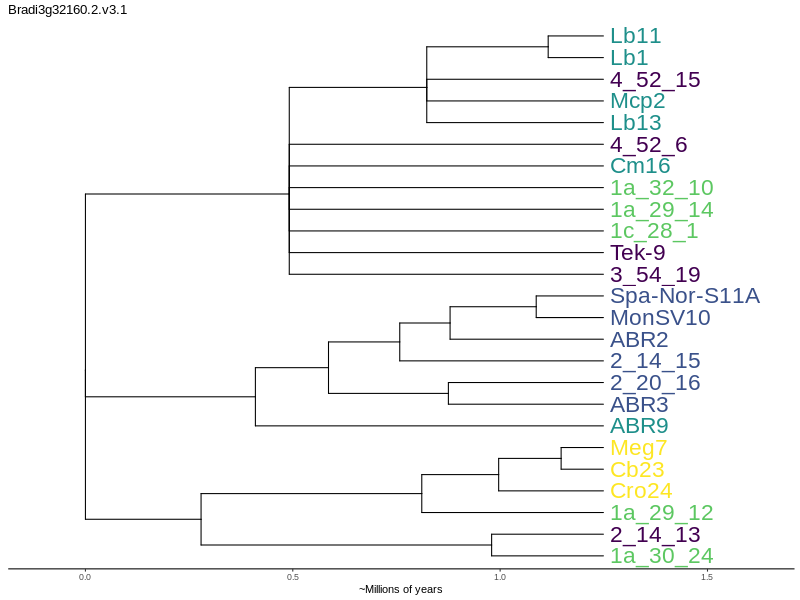 Bradi3g32160.2.v3.1
Lb11
Lb1
4_52_15
Mcp2
Lb13
4_52_6
Cm16
1a_32_10
1a_29_14
1c_28_1
Tek-9
3_54_19
Spa-Nor-S11A
MonSV10
ABR2
2_14_15
2_20_16
ABR3
ABR9
Meg7
Cb23
Cro24
1a_29_12
2_14_13
1a_30_24
0.0 0.5 1.0 1.5
~Millions of years